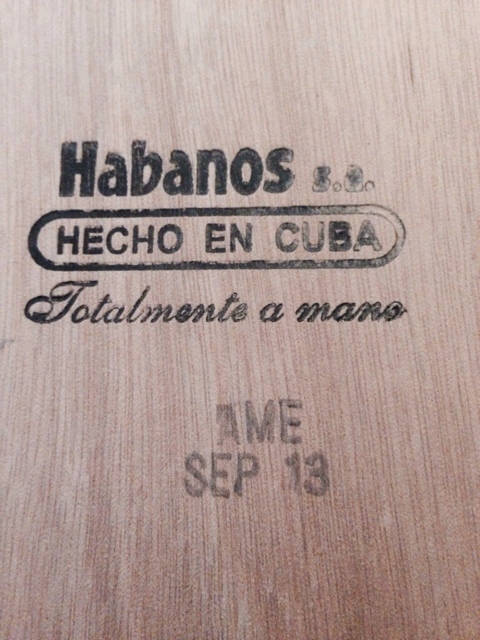 Habanos s.a.
HECHO EN CUBA
Totalmente a mano
AME
SEP 13